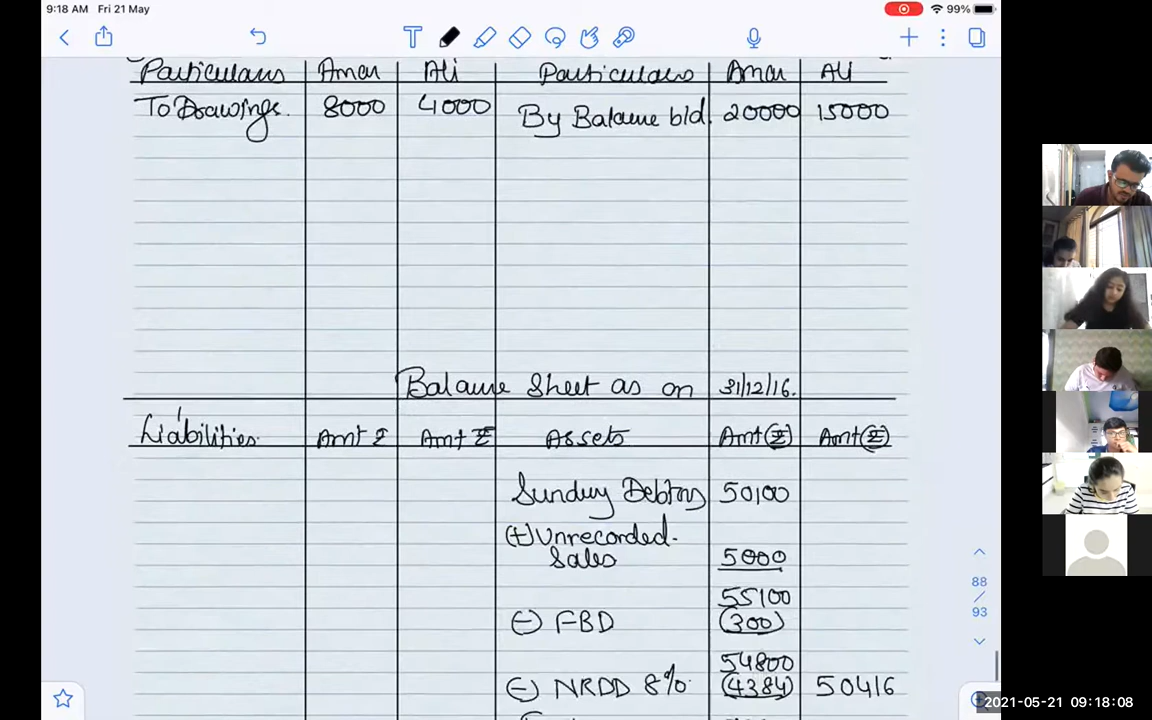 9:18 AM Fri 21 May
99%
Particulars Amar Ali Particulars Amar Ali
To Drawings. 8000 4000 By Balance b/d. 20000 15000
Balance Sheet as on 31/12/16.
Liabilities. Amt ₹ Amt ₹ Assets Amt(₹) Amt(₹)
Sundry Debtors 50100
(+) Unrecorded.
Sales 5000
55100
(-) FBD (300)
54800
(-) NRDD 8%. (4384) 50416
88
/
93
2021-05-21 09:18:08